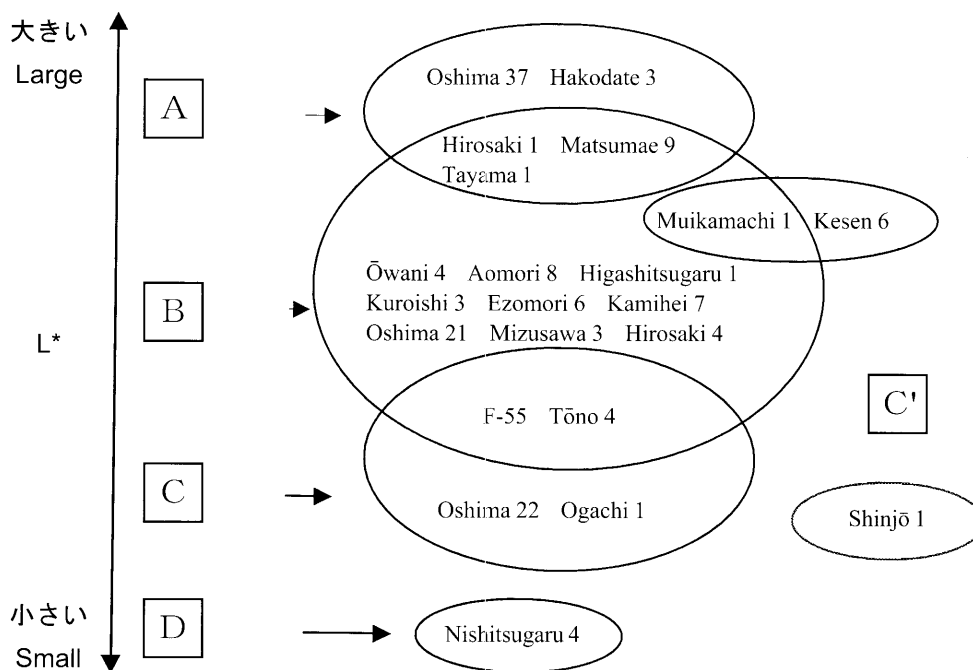 大きい
Large
A
Oshima 37 Hakodate 3
Hirosaki 1 Matsumae 9
Tayama 1
Muikamachi 1 Kesen 6
Ōwani 4 Aomori 8 Higashitsugaru 1
B
Kuroishi 3 Ezomori 6 Kamihei 7
Oshima 21 Mizusawa 3 Hirosaki 4
L*
C'
F-55 Tōno 4
C
Oshima 22 Ogachi 1
Shinjō 1
小さい
Small
D
Nishitsugaru 4